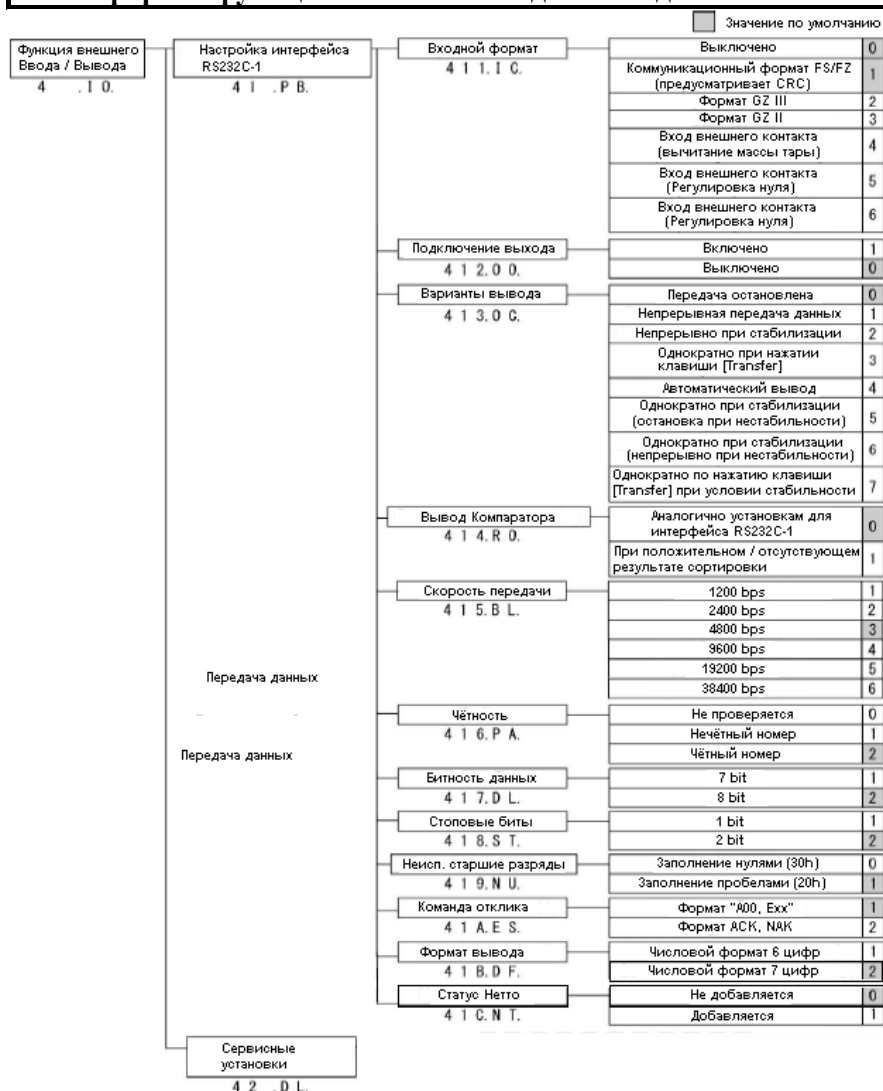 Значение по умолчанию
Функция внешнего
Ввода / Вывода
4 .I O.
Настройка интерфейса
RS232C-1
4 I .P B.
Входной формат
4 1 1.I C.
Выключено 0
Коммуникационный формат FS/FZ
(предусматривает CRC) 1
Формат GZ III 2
Формат GZ II 3
Вход внешнего контакта
(вычитание массы тары) 4
Вход внешнего контакта
(Регулировка нуля) 5
Вход внешнего контакта
(Регулировка нуля) 6
Подключение выхода
4 1 2.O O.
Включено 1
Выключено 0
Варианты вывода
4 1 3.O C.
Передача остановлена 0
Непрерывная передача данных 1
Непрерывно при стабилизации 2
Однократно при нажатии
клавиши [Transfer] 3
Автоматический вывод 4
Однократно при стабилизации
(остановка при нестабильности) 5
Однократно при стабилизации
(непрерывно при нестабильности) 6
Однократно по нажатию клавиши
[Transfer] при условии стабильности 7
Вывод Компаратора
4 1 4.R O.
Аналогично установкам для
интерфейса RS232C-1 0
При положительном / отсутствующем
результате сортировки 1
Скорость передачи
4 1 5.B L.
1200 bps 1
2400 bps 2
4800 bps 3
9600 bps 4
19200 bps 5
38400 bps 6
Передача данных
Чётность
4 1 6.P A.
Не проверяется 0
Нечётный номер 1
Чётный номер 2
Передача данных
Битность данных
4 1 7.D L.
7 bit 1
8 bit 2
Стоповые биты
4 1 8.S T.
1 bit 1
2 bit 2
Неисп. старшие разряды
4 1 9.N U.
Заполнение нулями (30h) 0
Заполнение пробелами (20h) 1
Команда отклика
4 1 A.E S.
Формат "A00, Exx" 1
Формат ACK, NAK 2
Формат вывода
4 1 B.D F.
Числовой формат 6 цифр 1
Числовой формат 7 цифр 2
Статус Нетто
4 1 C.N T.
Не добавляется 0
Добавляется 1
Сервисные
установки
4 2 .D L.